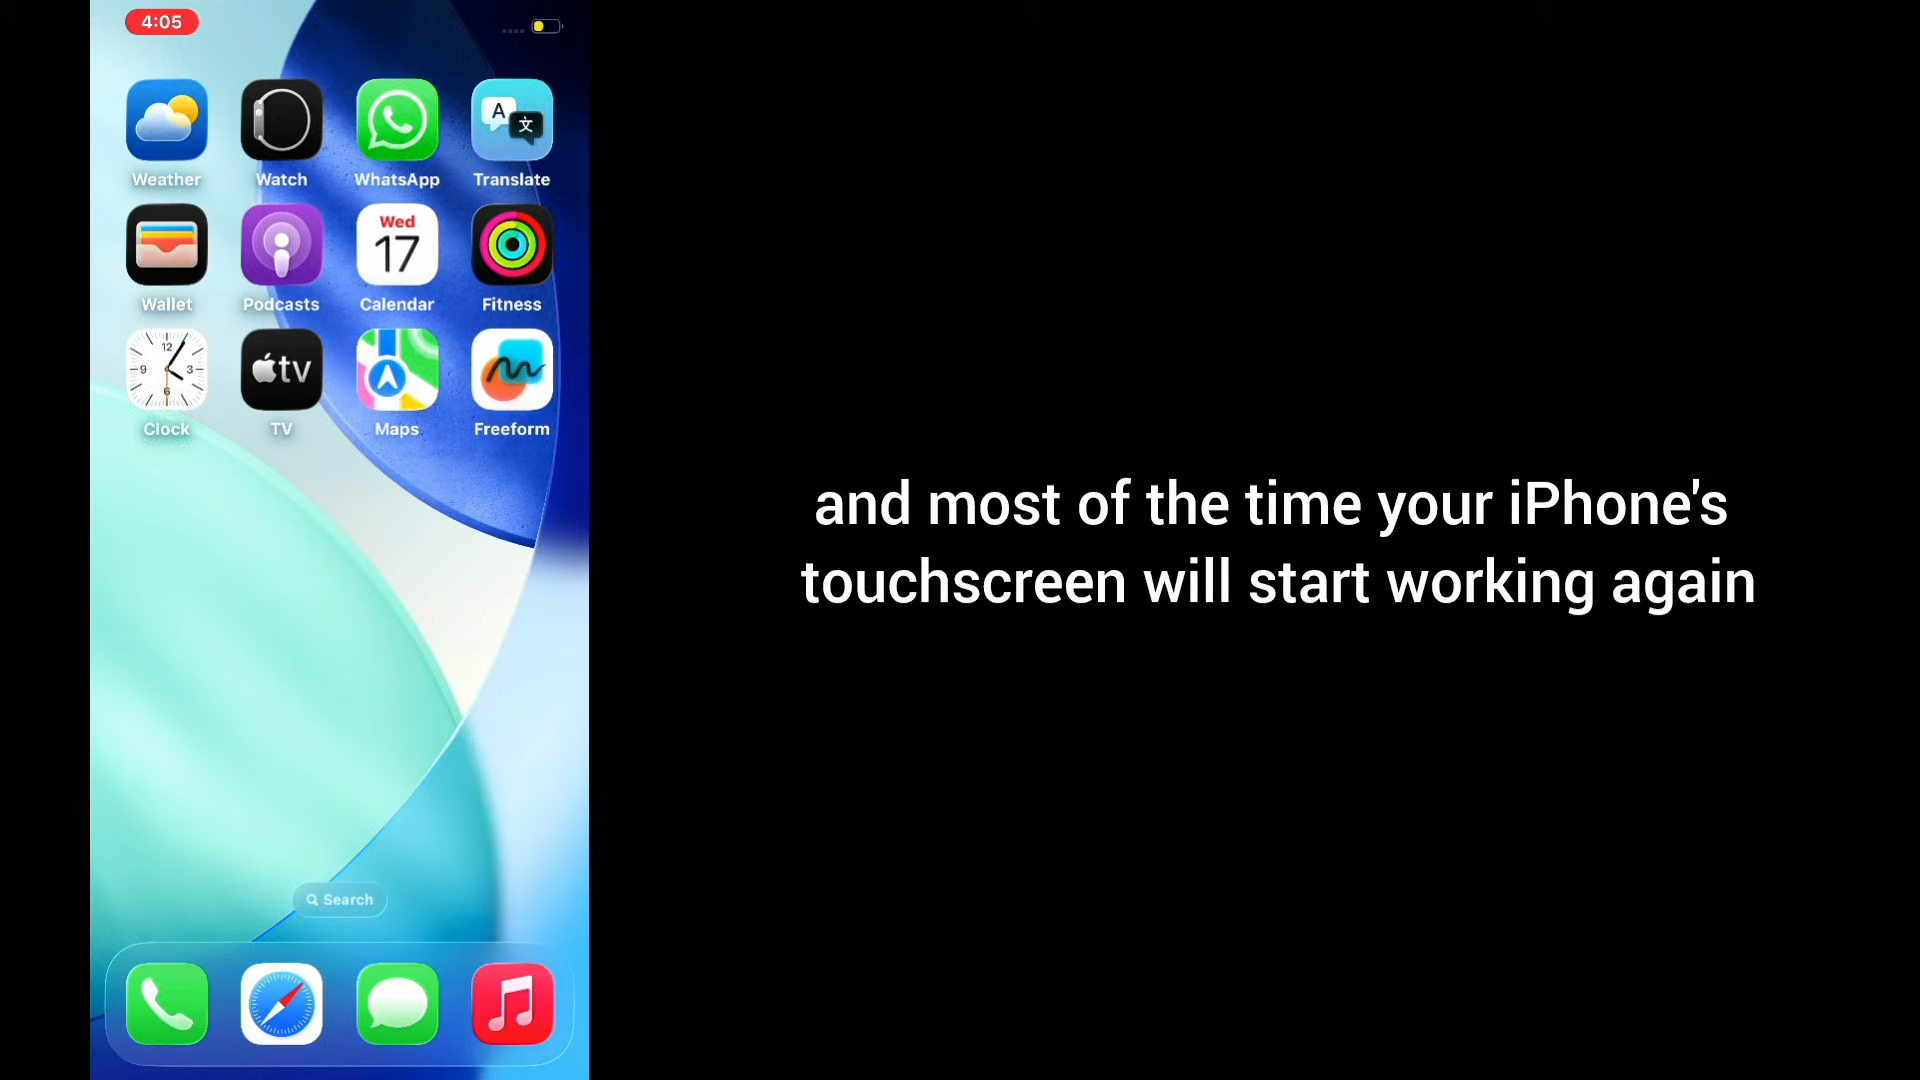 4:05
Weather
Watch
WhatsApp
A
文
Translate
Wallet
Podcasts
Wed
17
Calendar
Fitness
12
9
3
6
Clock
tv
TV
Maps
Freeform
and most of the time your iPhone's
touchscreen will start working again
Search